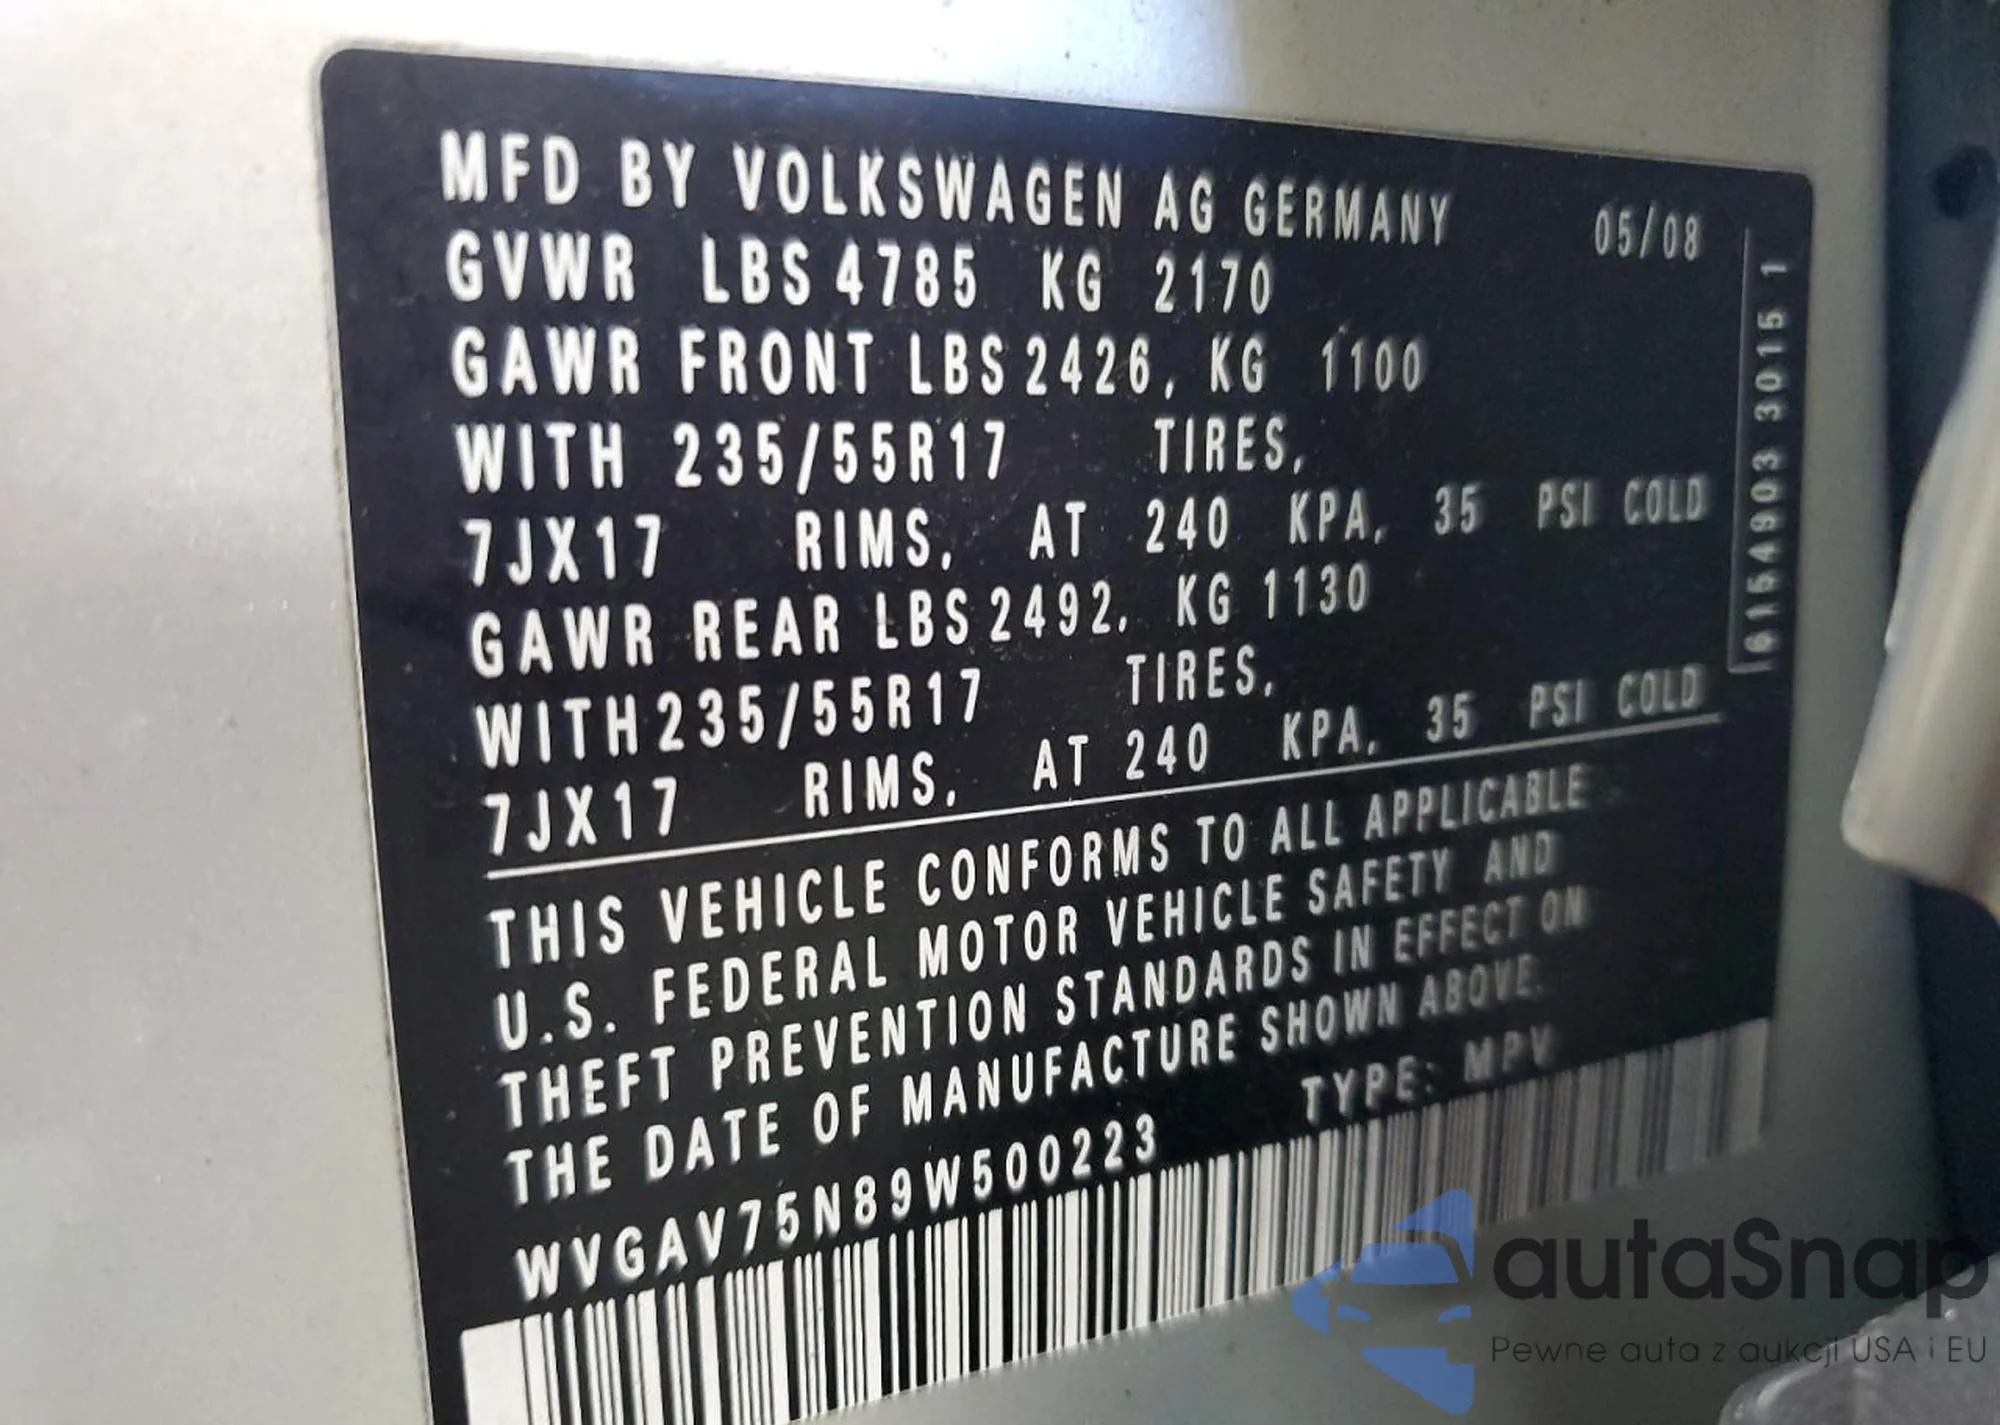 MFD BY VOLKSWAGEN AG GERMANY 05/08
GVWR LBS 4785 KG 2170
GAWR FRONT LBS 2426, KG 1100
WITH 235/55R17 TIRES,
7JX17 RIMS, AT 240 KPA, 35 PSI COLD
GAWR REAR LBS 2492, KG 1130
WITH 235/55R17 TIRES,
7JX17 RIMS, AT 240 KPA, 35 PSI COLD
THIS VEHICLE CONFORMS TO ALL APPLICABLE
U.S. FEDERAL MOTOR VEHICLE SAFETY AND
THEFT PREVENTION STANDARDS IN EFFECT ON
THE DATE OF MANUFACTURE SHOWN ABOVE.
WVGAV75N89W500223 TYPE: MPV
6154903 3015 1
autaSnap
Pewne auta z aukcji USA i EU